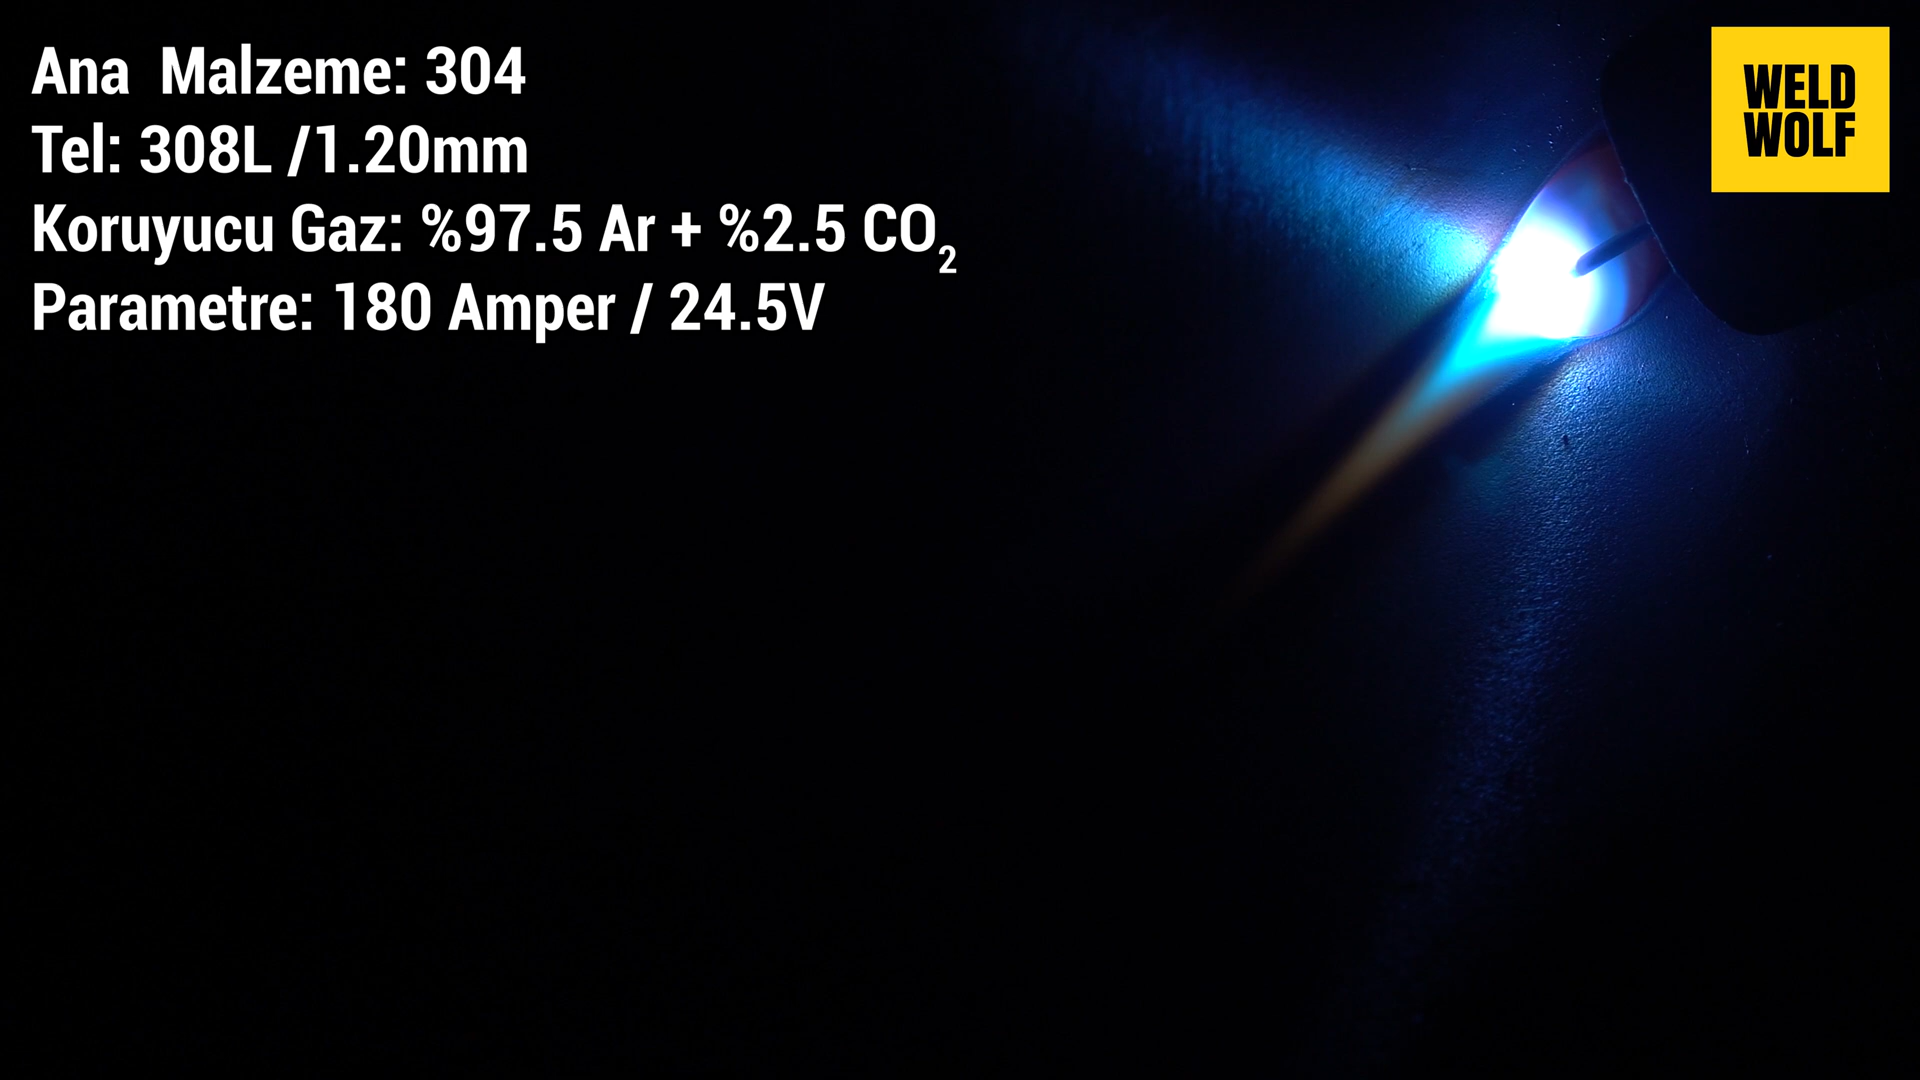 Ana  Malzeme: 304
Tel: 308L /1.20mm
Koruyucu Gaz: %97.5 Ar + %2.5 CO₂
Parametre: 180 Amper / 24.5V
WELD
WOLF